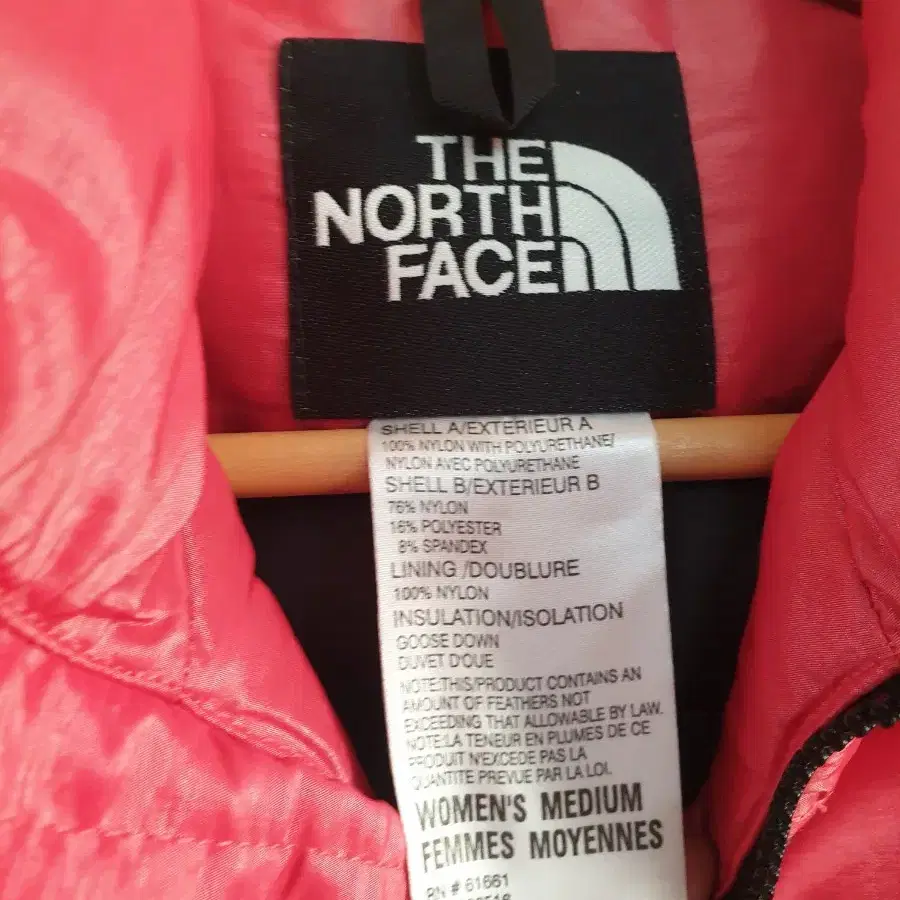 THE
NORTH
FACE
SHELL A/EXTERIEUR A
100% NYLON WITH POLYURETHANE/
NYLON AVEC POLYURETHANE
SHELL B/EXTERIEUR B
76% NYLON
16% POLYESTER
8% SPANDEX
LINING /DOUBLURE
100% NYLON
INSULATION/ISOLATION
GOOSE DOWN
DUVET D'OUE
NOTE:THIS/PRODUCT CONTAINS AN
AMOUNT OF FEATHERS NOT
EXCEEDING THAT ALLOWABLE BY LAW.
NOTE:LA TENEUR EN PLUMES DE CE
PRODUIT N'EXCEDE PAS LA
QUANTITE PREVUE PAR LA LOI.
WOMEN'S MEDIUM
FEMMES MOYENNES
RN # 61661